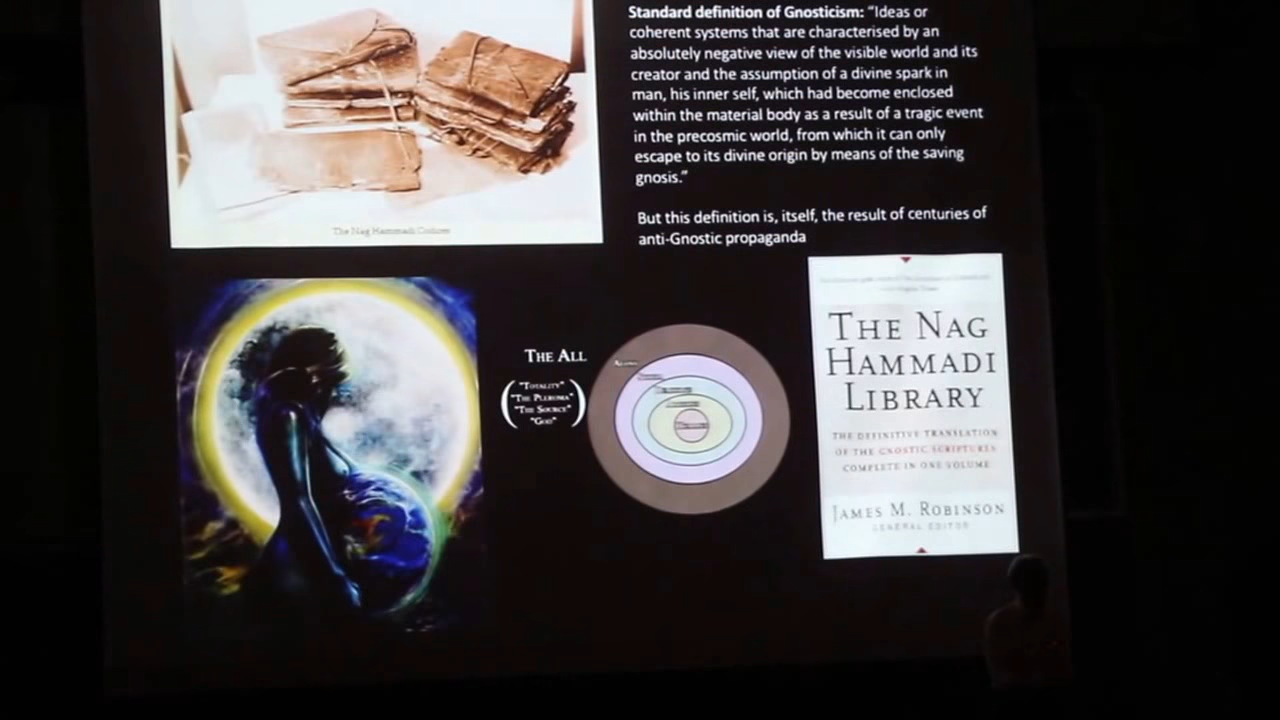 Standard definition of Gnosticism: “Ideas or
coherent systems that are characterised by an
absolutely negative view of the visible world and its
creator and the assumption of a divine spark in
man, his inner self, which had become enclosed
within the material body as a result of a tragic event
in the precosmic world, from which it can only
escape to its divine origin by means of the saving
gnosis.”
But this definition is, itself, the result of centuries of
anti-Gnostic propaganda
The Nag Hammadi Codices
THE ALL
"TOTALITY"
"THE PLEROMA"
"THE SOURCE"
"GOD"
THE NAG
HAMMADI
LIBRARY
THE DEFINITIVE TRANSLATION
OF THE GNOSTIC SCRIPTURES
COMPLETE IN ONE VOLUME
JAMES M. ROBINSON
GENERAL EDITOR